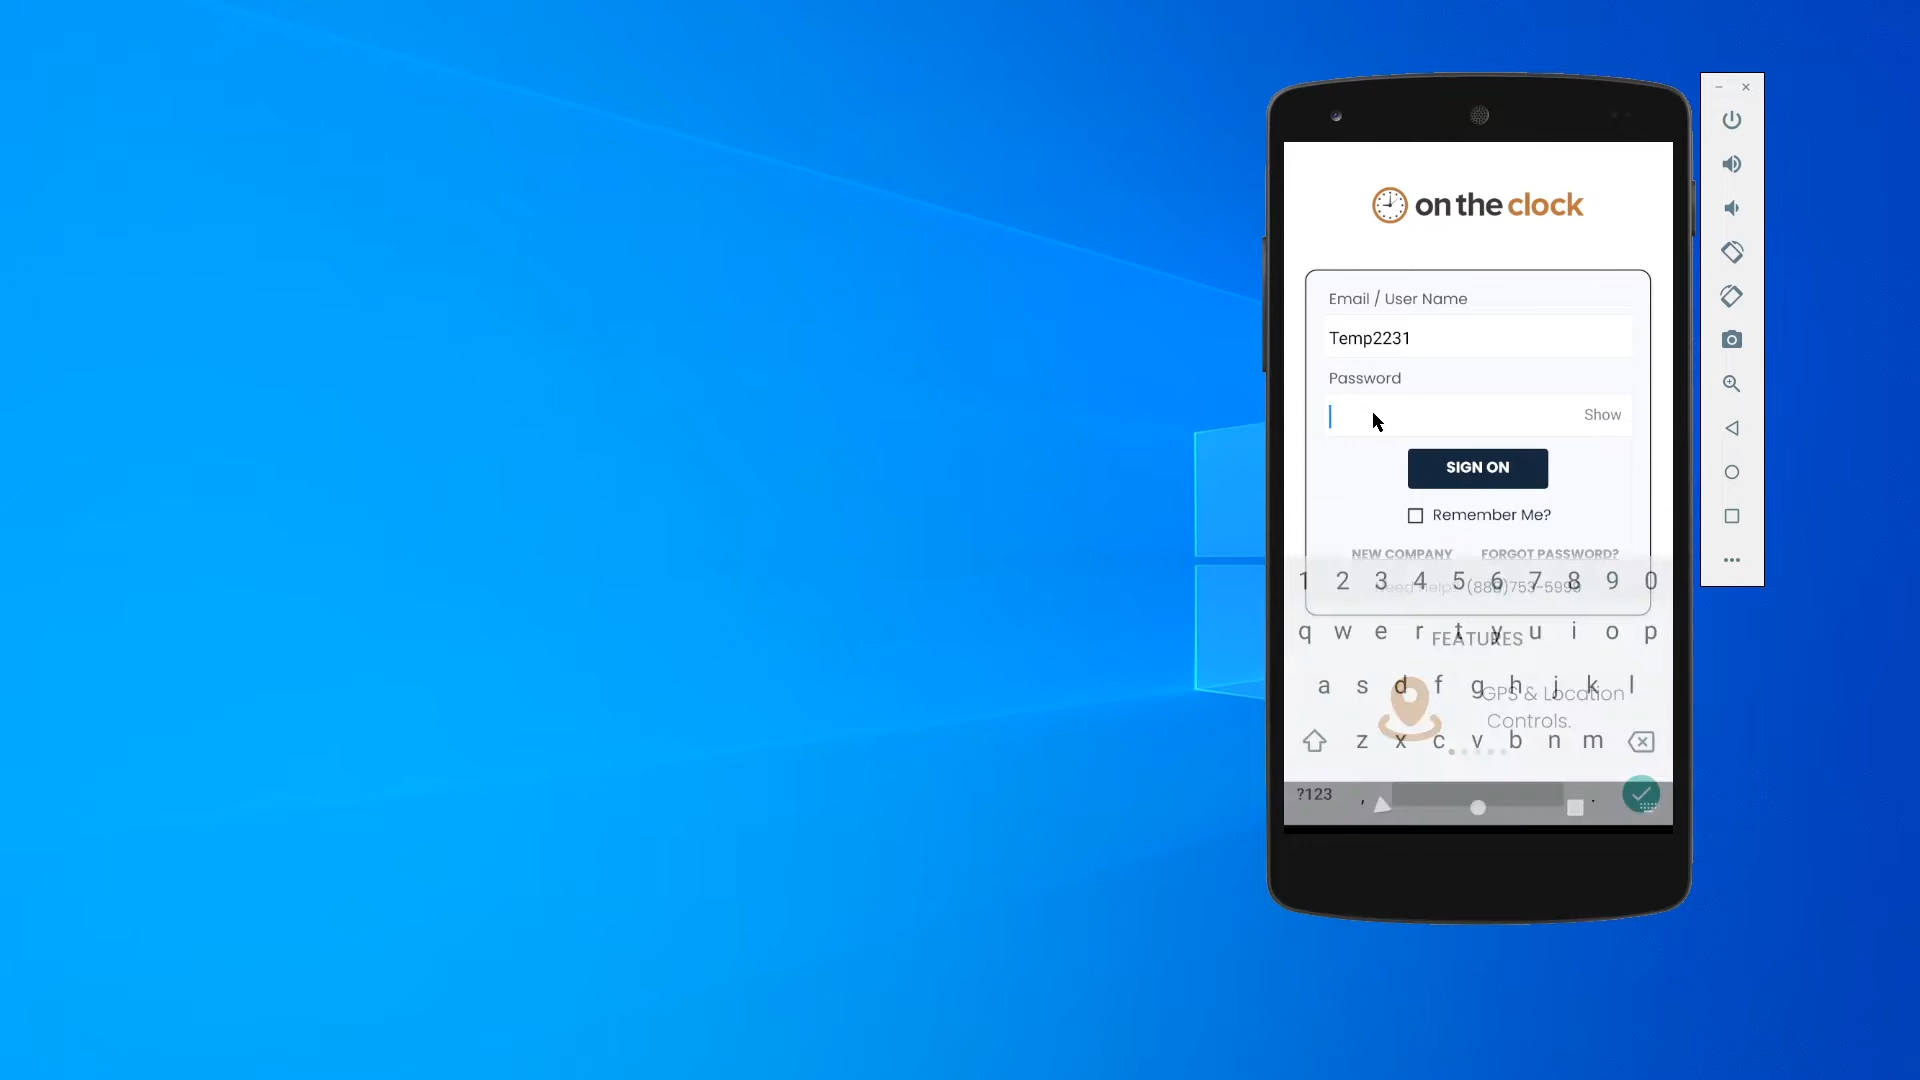 on the clock
Email / User Name
Temp2231
Password
Show
SIGN ON
Remember Me?
NEW COMPANY FORGOT PASSWORD?
1 2 3 4 5 6 7 8 9 0
q w e r t y u i o p
FEATURES
a s d f g h j k l
GPS & Location
Controls.
z x c v b n m
?123 , .